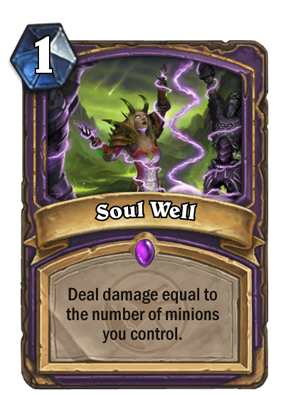 1
Soul Well
Deal damage equal to
the number of minions
you control.